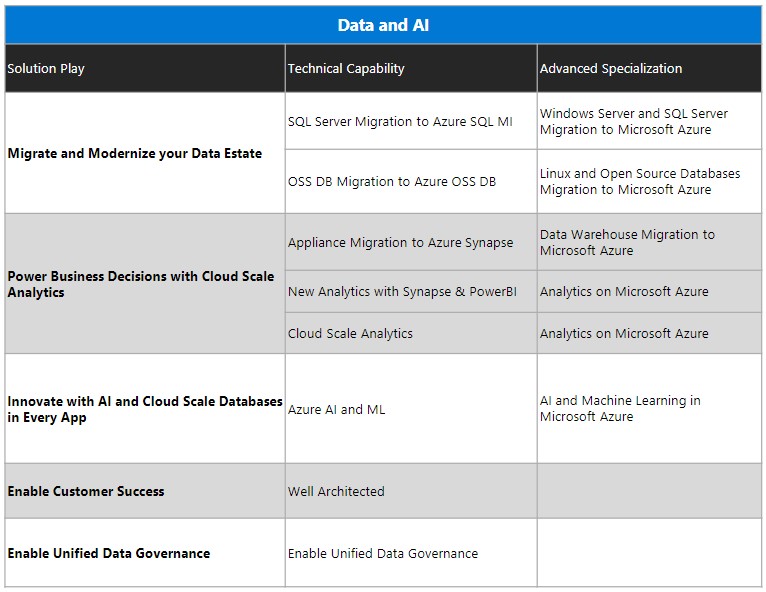 Data and AI
Solution Play
Technical Capability
Advanced Specialization
Migrate and Modernize your Data Estate
SQL Server Migration to Azure SQL MI
Windows Server and SQL Server
Migration to Microsoft Azure
OSS DB Migration to Azure OSS DB
Linux and Open Source Databases
Migration to Microsoft Azure
Power Business Decisions with Cloud Scale
Analytics
Appliance Migration to Azure Synapse
Data Warehouse Migration to
Microsoft Azure
New Analytics with Synapse & PowerBI
Analytics on Microsoft Azure
Cloud Scale Analytics
Analytics on Microsoft Azure
Innovate with AI and Cloud Scale Databases
in Every App
Azure AI and ML
AI and Machine Learning in
Microsoft Azure
Enable Customer Success
Well Architected
Enable Unified Data Governance
Enable Unified Data Governance